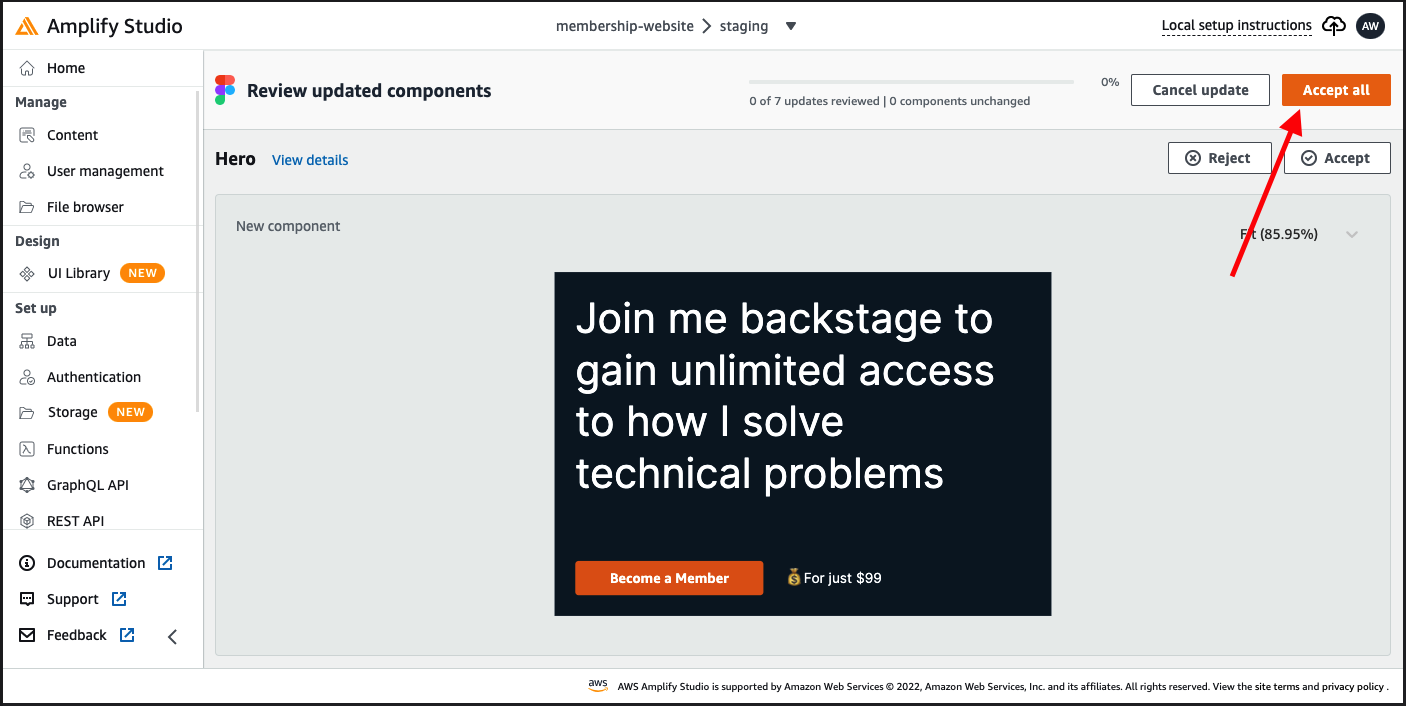 Amplify Studio
membership-website > staging
Local setup instructions
AW
Home
Manage
Content
User management
File browser
Design
UI Library NEW
Set up
Data
Authentication
Storage NEW
Functions
GraphQL API
REST API
Documentation
Support
Feedback
Review updated components
0 of 7 updates reviewed | 0 components unchanged
0%
Cancel update
Accept all
Hero View details
Reject
Accept
New component
Fit (85.95%)
Join me backstage to
gain unlimited access
to how I solve
technical problems
Become a Member
💰For just $99
aws AWS Amplify Studio is supported by Amazon Web Services © 2022, Amazon Web Services, Inc. and its affiliates. All rights reserved. View the site terms and privacy policy .